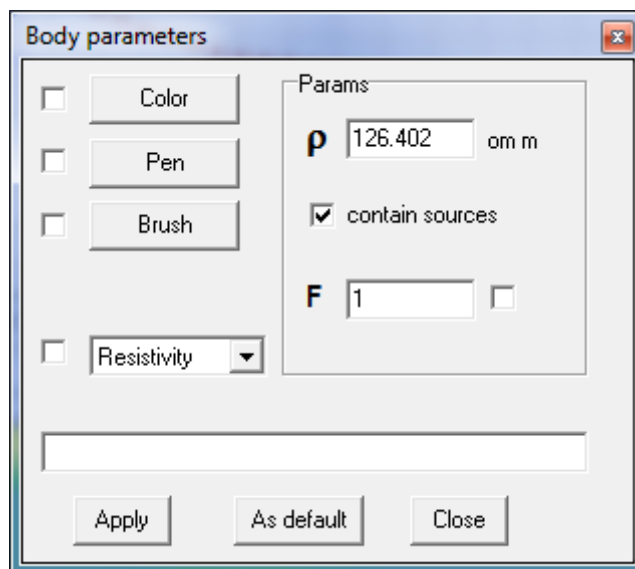 Body parameters
Color
Pen
Brush
Resistivity
Params
ρ 126.402 om m
contain sources
F 1
Apply As default Close